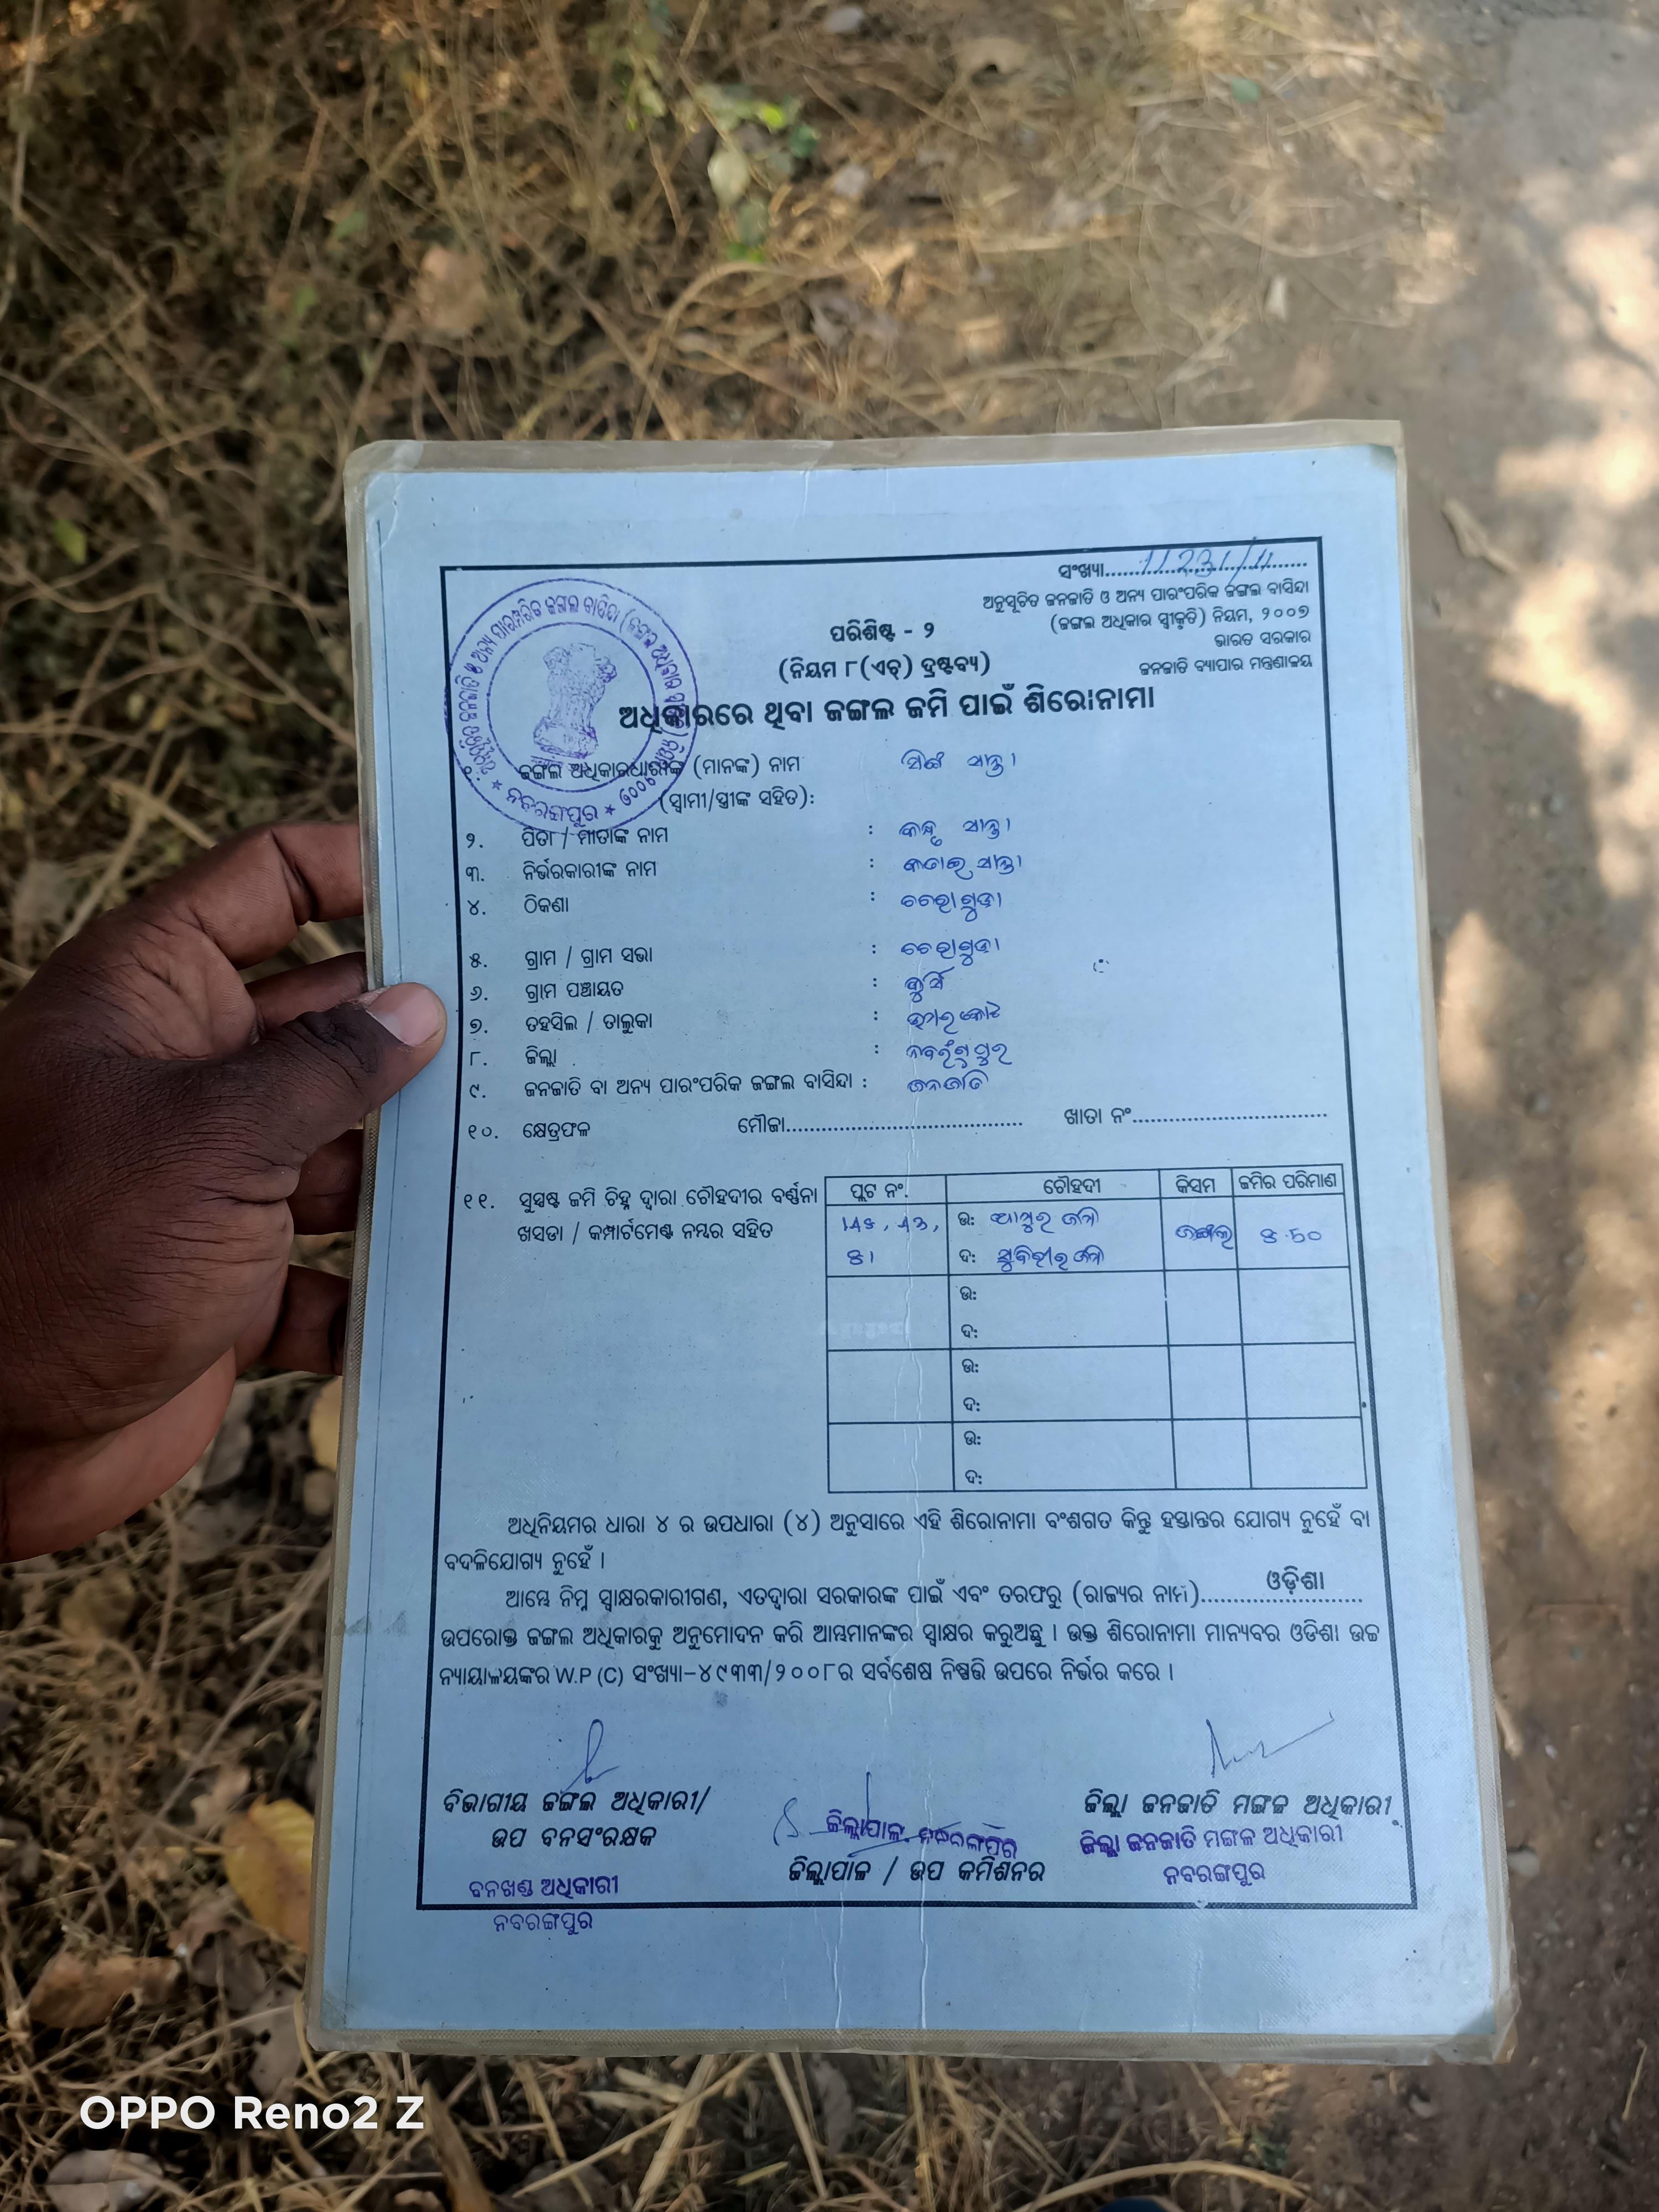 ସଂଖ୍ୟା....11231/11....
ଅନୁସୂଚିତ ଜନଜାତି ଓ ଅନ୍ୟ ପାରଂପରିକ ଜଙ୍ଗଲ ବାସିନ୍ଦା
(ଜଙ୍ଗଲ ଅଧିକାର ସ୍ୱୀକୃତି) ନିୟମ, ୨୦୦୭
ଭାରତ ସରକାର
ଜନଜାତି ବ୍ୟାପାର ମନ୍ତ୍ରଣାଳୟ
ପରିଶିଷ୍ଟ - ୨
(ନିୟମ ୮(ଏଚ୍) ଦ୍ରଷ୍ଟବ୍ୟ)
ଅଧିକାରରେ ଥିବା ଜଙ୍ଗଲ ଜମି ପାଇଁ ଶିରୋନାମା
ଜଙ୍ଗଲ ଅଧିକାରଧାରୀଙ୍କ (ମାନଙ୍କ) ନାମ ସାନ୍ତା
(ସ୍ୱାମୀ/ସ୍ତ୍ରୀଙ୍କ ସହିତ):
୨. ପିତା / ମାତାଙ୍କ ନାମ : ସାନ୍ତା
୩. ନିର୍ଭରକାରୀଙ୍କ ନାମ : ସାନ୍ତା
୪. ଠିକଣା : ଚେରାଗୁଡା
୫. ଗ୍ରାମ / ଗ୍ରାମ ସଭା : ଚେରାଗୁଡା
୬. ଗ୍ରାମ ପଞ୍ଚାୟତ : କୁର୍ସି
୭. ତହସିଲ / ତାଲୁକା : ଉମରକୋଟ
୮. ଜିଲ୍ଲା :
୯. ଜନଜାତି ବା ଅନ୍ୟ ପାରଂପରିକ ଜଙ୍ଗଲ ବାସିନ୍ଦା : ଜନଜାତି
୧୦. କ୍ଷେତ୍ରଫଳ ମୌଜା.................... ଖାତା ନଂ....................
୧୧. ସୁସ୍ପଷ୍ଟ ଜମି ଚିହ୍ନ ଦ୍ୱାରା ଚୌହଦୀର ବର୍ଣ୍ଣନା
ଖସଡା / କମ୍ପାର୍ଟମେଣ୍ଟ ନମ୍ବର ସହିତ
ପ୍ଲଟ ନଂ. ଚୌହଦୀ କିସମ ଜମିର ପରିମାଣ
ଉ: ଜମି ଜଙ୍ଗଲ
ଦ: ଜମି
ଉ:
ଦ:
ଉ:
ଦ:
ଉ:
ଦ:
ଅଧିନିୟମର ଧାରା ୪ ର ଉପଧାରା (୪) ଅନୁସାରେ ଏହି ଶିରୋନାମା ବଂଶଗତ କିନ୍ତୁ ହସ୍ତାନ୍ତର ଯୋଗ୍ୟ ନୁହେଁ ବା
ବଦଳିଯୋଗ୍ୟ ନୁହେଁ ।
ଆମ୍ଭେ ନିମ୍ନ ସ୍ୱାକ୍ଷରକାରୀଗଣ, ଏତଦ୍ୱାରା ସରକାରଙ୍କ ପାଇଁ ଏବଂ ତରଫରୁ (ରାଜ୍ୟର ନାମ)....ଓଡ଼ିଶା....
ଉପରୋକ୍ତ ଜଙ୍ଗଲ ଅଧିକାରକୁ ଅନୁମୋଦନ କରି ଆମ୍ଭମାନଙ୍କର ସ୍ୱାକ୍ଷର କରୁଅଛୁ । ଉକ୍ତ ଶିରୋନାମା ମାନ୍ୟବର ଓଡିଶା ଉଚ୍ଚ
ନ୍ୟାୟାଳୟଙ୍କର W.P (C) ସଂଖ୍ୟା-୪୯୩୩/୨୦୦୮ର ସର୍ବଶେଷ ନିଷ୍ପତ୍ତି ଉପରେ ନିର୍ଭର କରେ ।
ବିଭାଗୀୟ ଜଙ୍ଗଲ ଅଧିକାରୀ/
ଉପ ବନସଂରକ୍ଷକ
ବନଖଣ୍ଡ ଅଧିକାରୀ
ନବରଙ୍ଗପୁର
ଜିଲ୍ଲାପାଳ, ନବରଙ୍ଗପୁର
ଜିଲ୍ଲାପାଳ / ଉପ କମିଶନର
ଜିଲ୍ଲା ଜନଜାତି ମଙ୍ଗଳ ଅଧିକାରୀ
ଜିଲ୍ଲା ଜନଜାତି ମଙ୍ଗଳ ଅଧିକାରୀ
ନବରଙ୍ଗପୁର
OPPO Reno2 Z